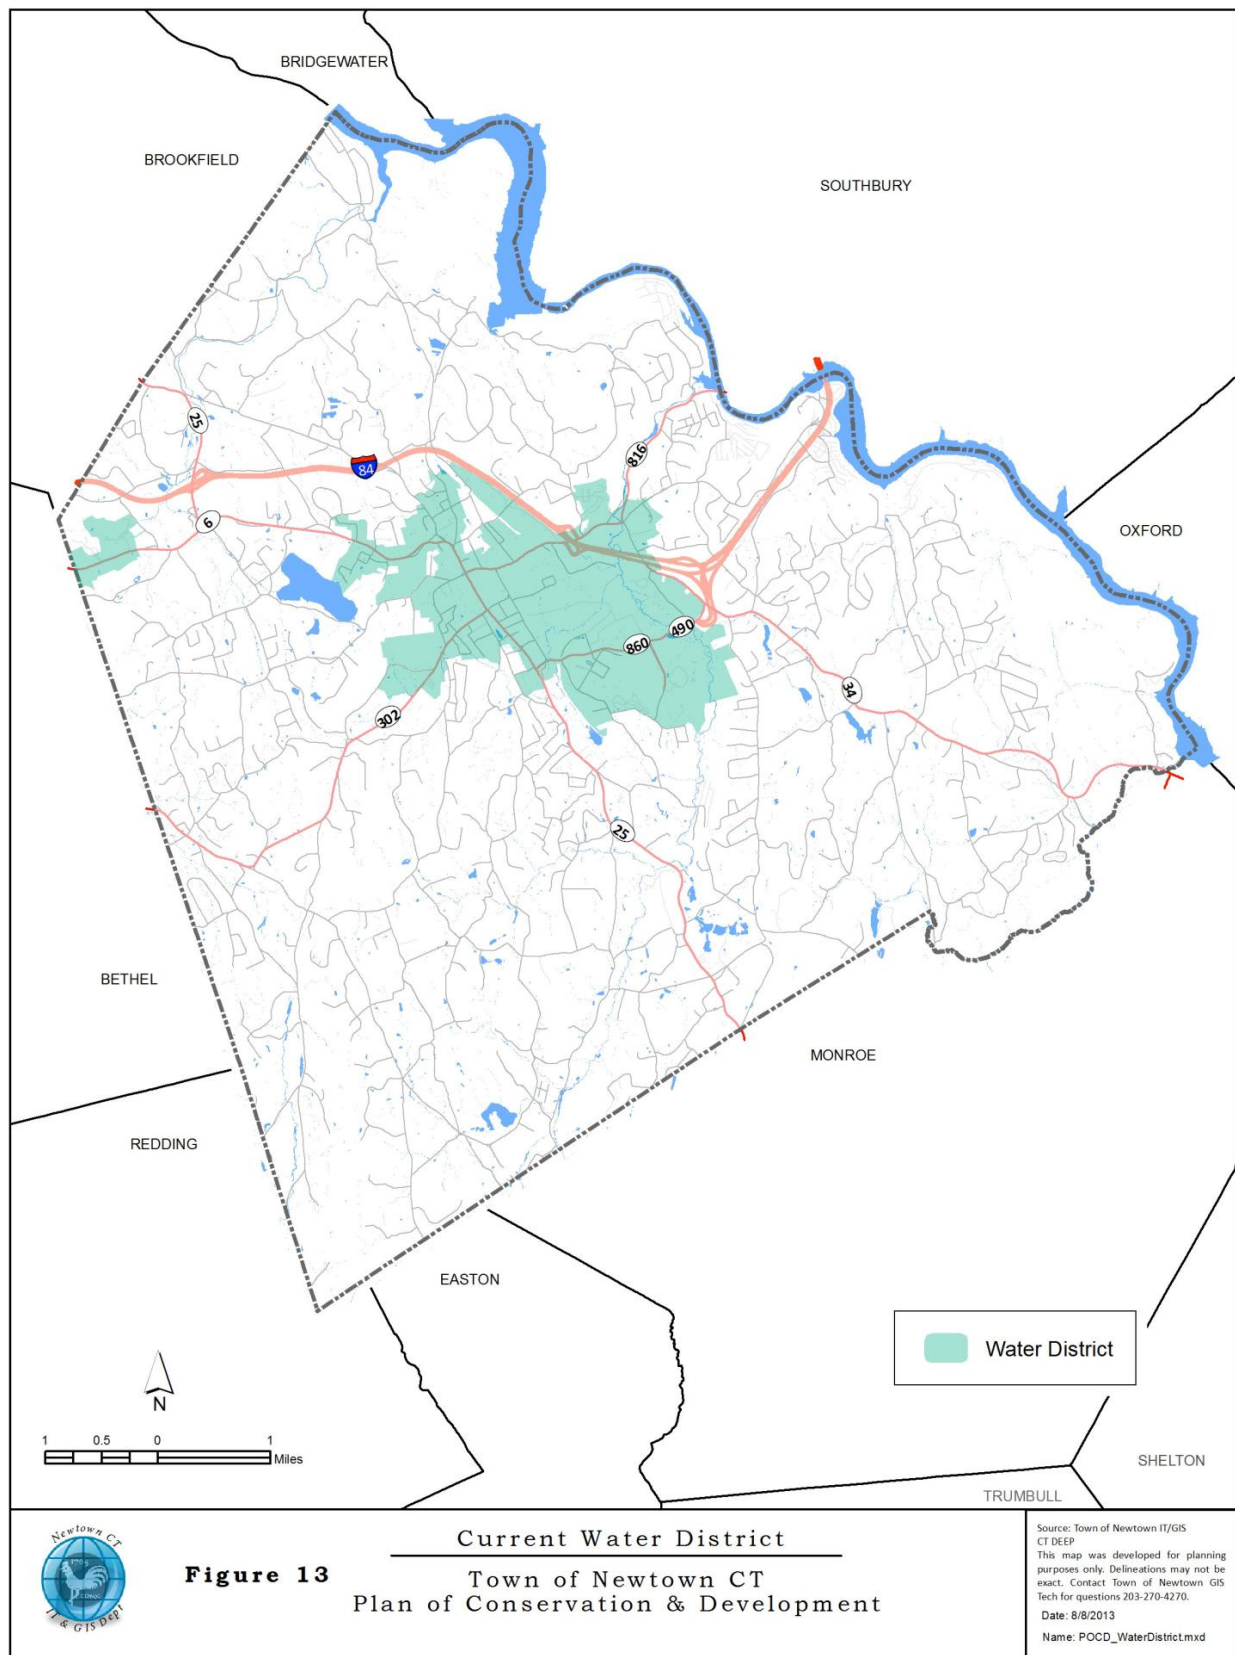 BRIDGEWATER
BROOKFIELD
SOUTHBURY
25
816
84
6
OXFORD
490
860
34
302
25
BETHEL
MONROE
REDDING
EASTON
Water District
N
1 0.5 0 1
Miles
SHELTON
TRUMBULL
Newtown CT
1705
IT & GIS Dept
Figure 13
Current Water District
Town of Newtown CT
Plan of Conservation & Development
Source: Town of Newtown IT/GIS
CT DEEP
This map was developed for planning
purposes only. Delineations may not be
exact. Contact Town of Newtown GIS
Tech for questions 203-270-4270.
Date: 8/8/2013
Name: POCD_WaterDistrict.mxd